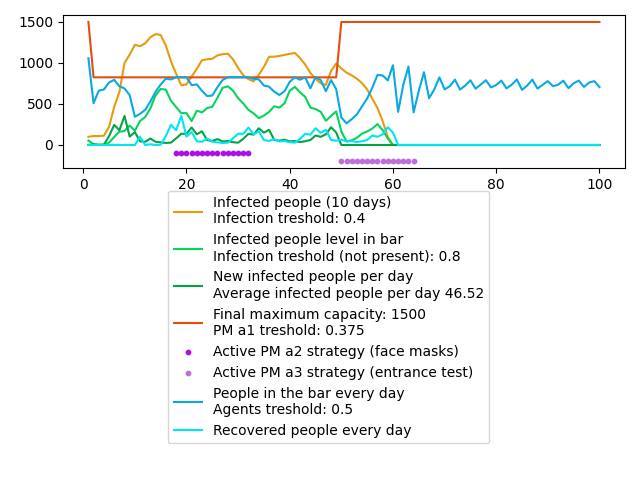 1500
1000
500
0
0 20 40 60 80 100
Infected people (10 days)
Infection treshold: 0.4
Infected people level in bar
Infection treshold (not present): 0.8
New infected people per day
Average infected people per day 46.52
Final maximum capacity: 1500
PM a1 treshold: 0.375
Active PM a2 strategy (face masks)
Active PM a3 strategy (entrance test)
People in the bar every day
Agents treshold: 0.5
Recovered people every day